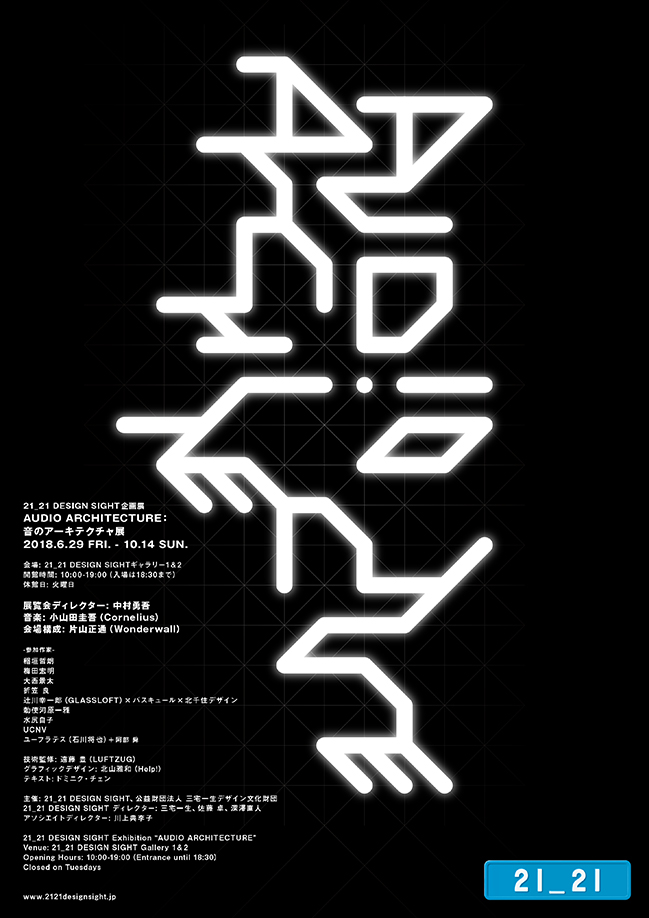 21_21 DESIGN SIGHT企画展
AUDIO ARCHITECTURE:
音のアーキテクチャ展
2018.6.29 FRI. - 10.14 SUN.
会場: 21_21 DESIGN SIGHTギャラリー1&2
開館時間: 10:00-19:00 (入場は18:30まで)
休館日: 火曜日
展覧会ディレクター: 中村勇吾
音楽: 小山田圭吾 (Cornelius)
会場構成: 片山正通 (Wonderwall)
-参加作家-
稲垣哲朗
梅田宏明
大西景太
折笠 良
辻川幸一郎 (GLASSLOFT) × バスキュール × 北千住デザイン
勅使河原一雅
水尻自子
UCNV
ユーフラテス (石川将也) + 阿部 舜
技術監修: 遠藤 豊 (LUFTZUG)
グラフィックデザイン: 北山雅和 (Help!)
テキスト: ドミニク・チェン
主催: 21_21 DESIGN SIGHT、公益財団法人 三宅一生デザイン文化財団
21_21 DESIGN SIGHT ディレクター: 三宅一生、佐藤 卓、深澤直人
アソシエイトディレクター: 川上典李子
21_21 DESIGN SIGHT Exhibition "AUDIO ARCHITECTURE"
Venue: 21_21 DESIGN SIGHT Gallery 1&2
Opening Hours: 10:00-19:00 (Entrance until 18:30)
Closed on Tuesdays
www.2121designsight.jp
21_21